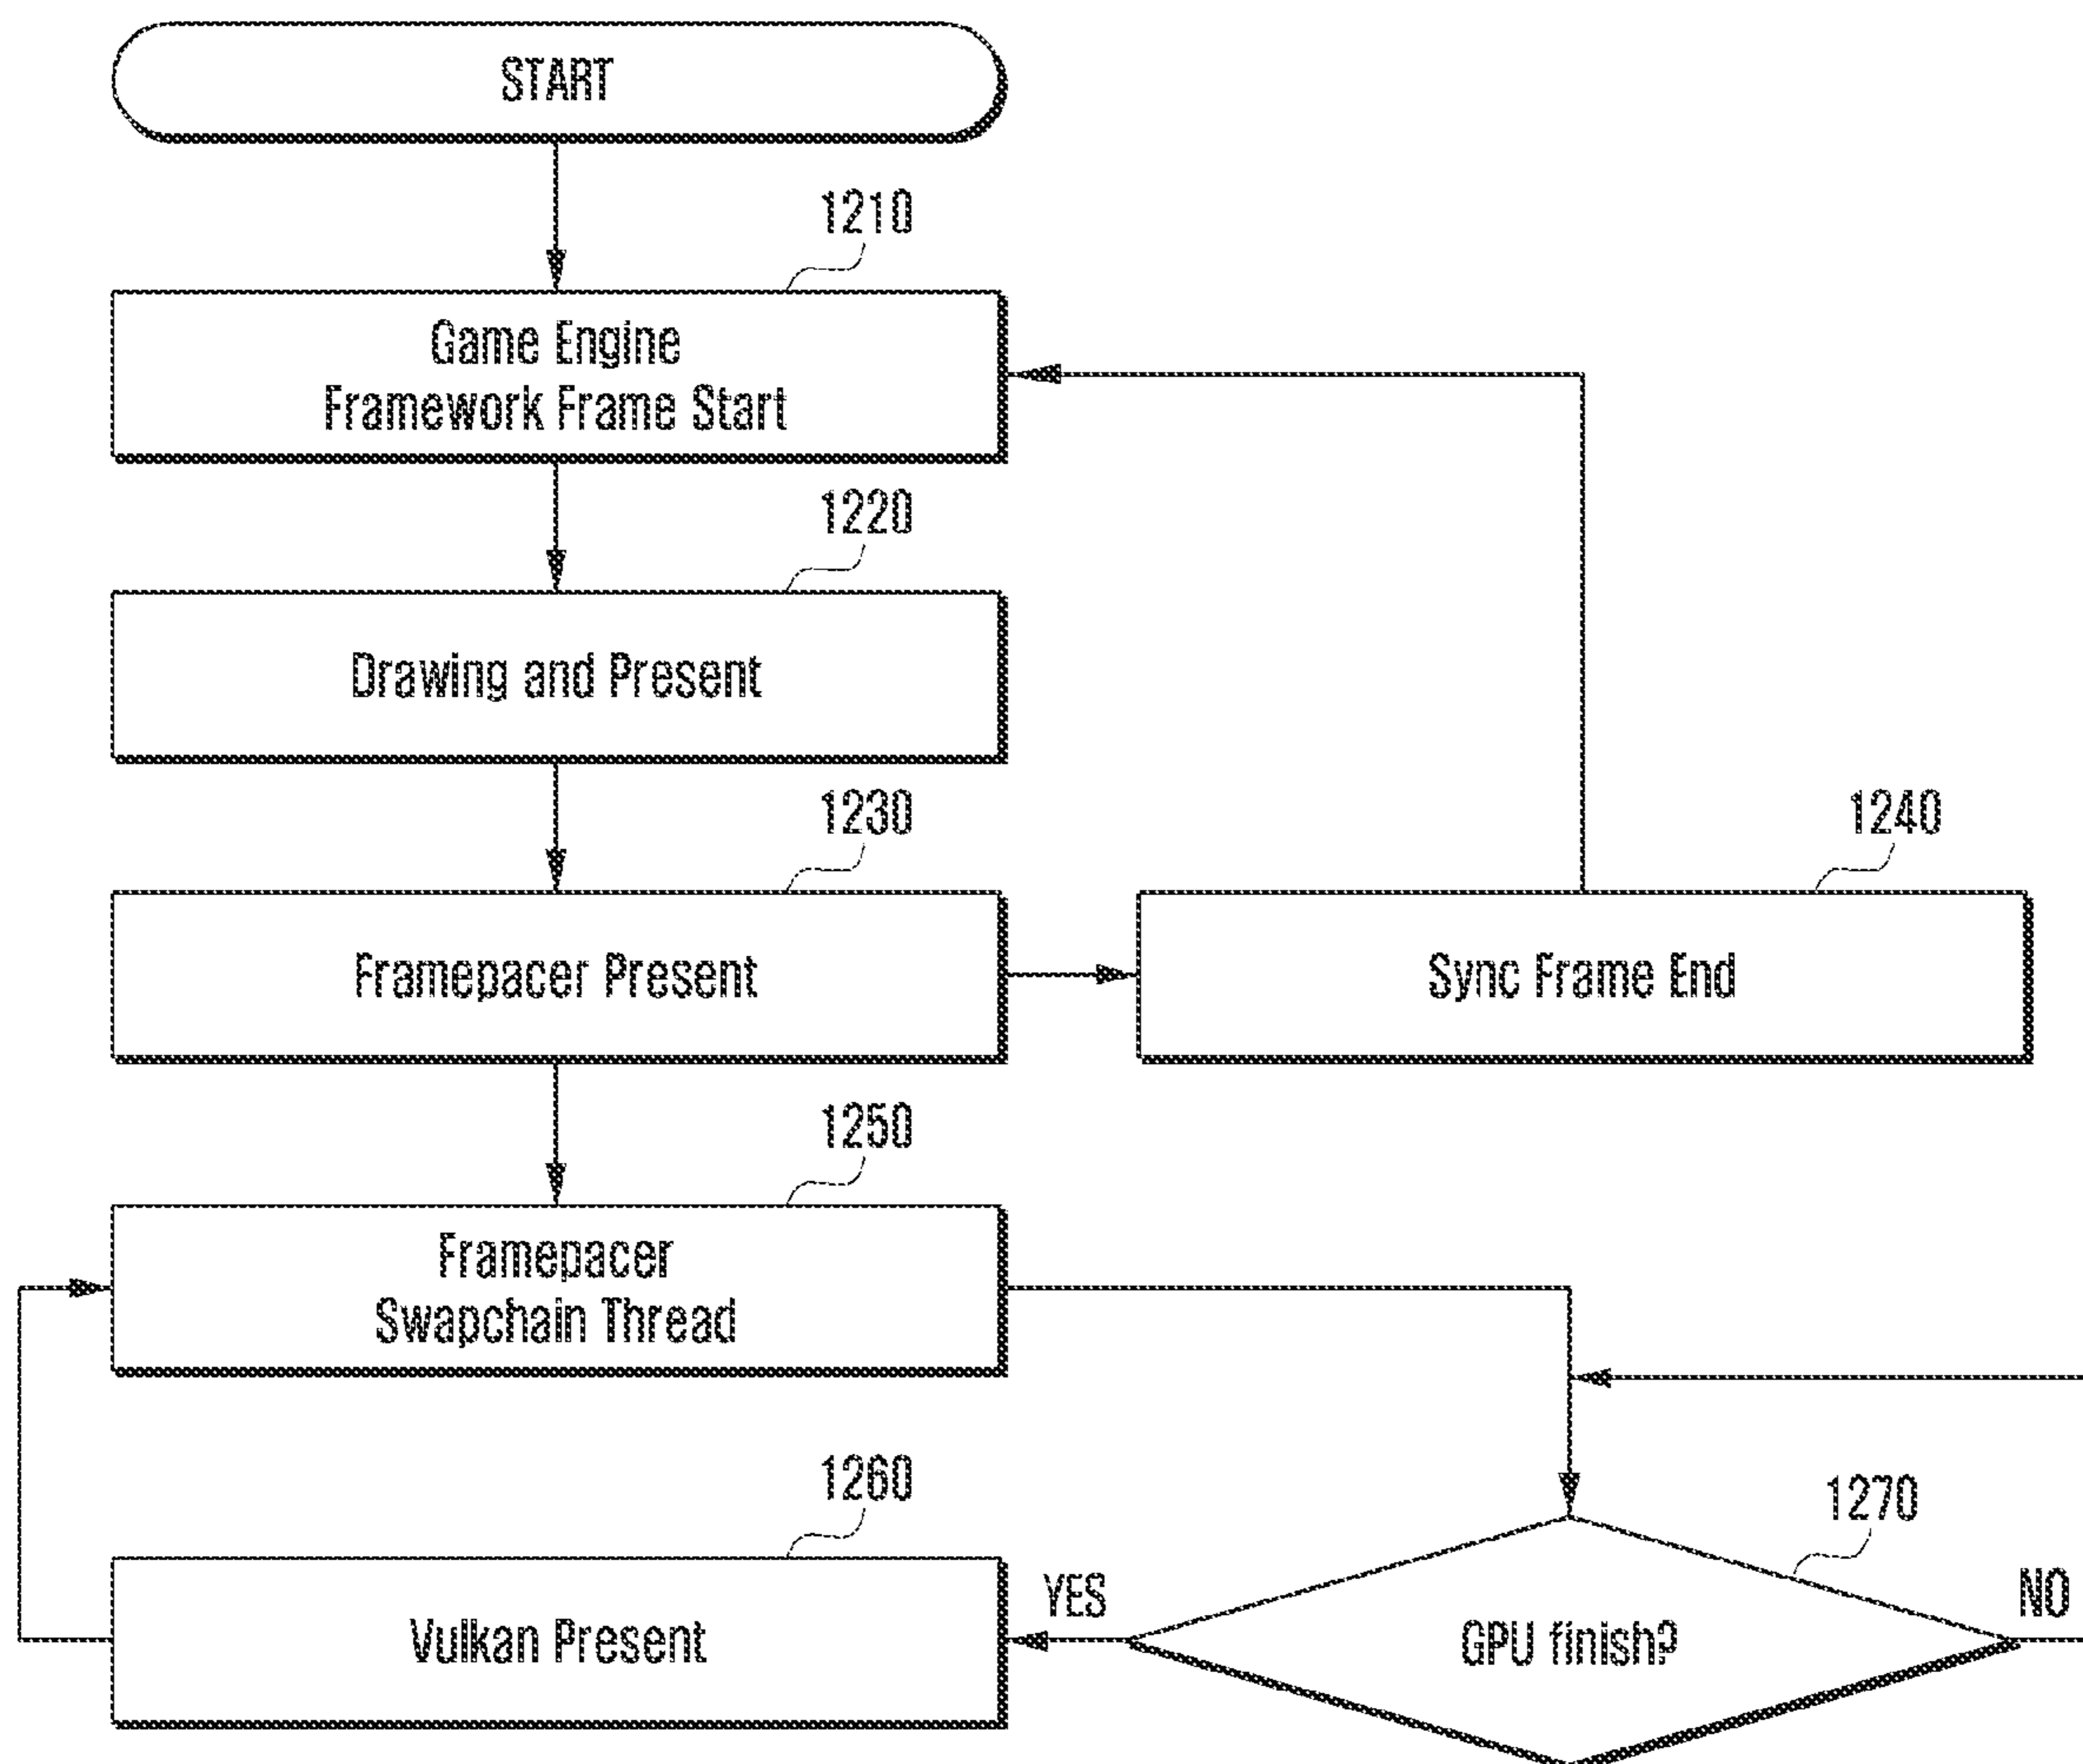 START
1210
Game Engine
Framework Frame Start
1220
Drawing and Present
1230
Framepacer Present
1240
Sync Frame End
1250
Framepacer
Swapchain Thread
1260
Vulkan Present
YES
1270
GPU finish?
NO